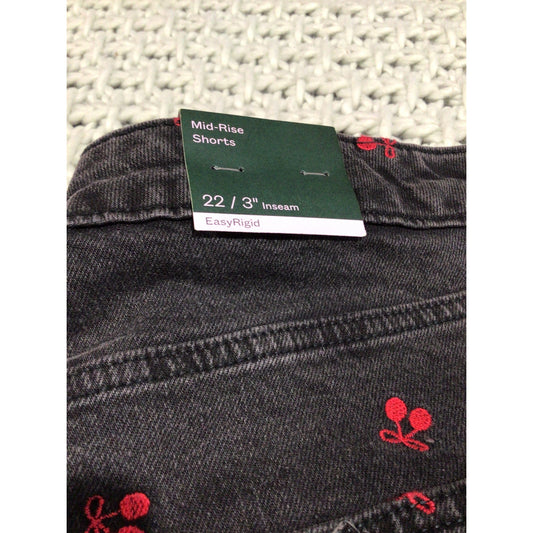 Mid-Rise
Shorts
22 / 3" Inseam
EasyRigid